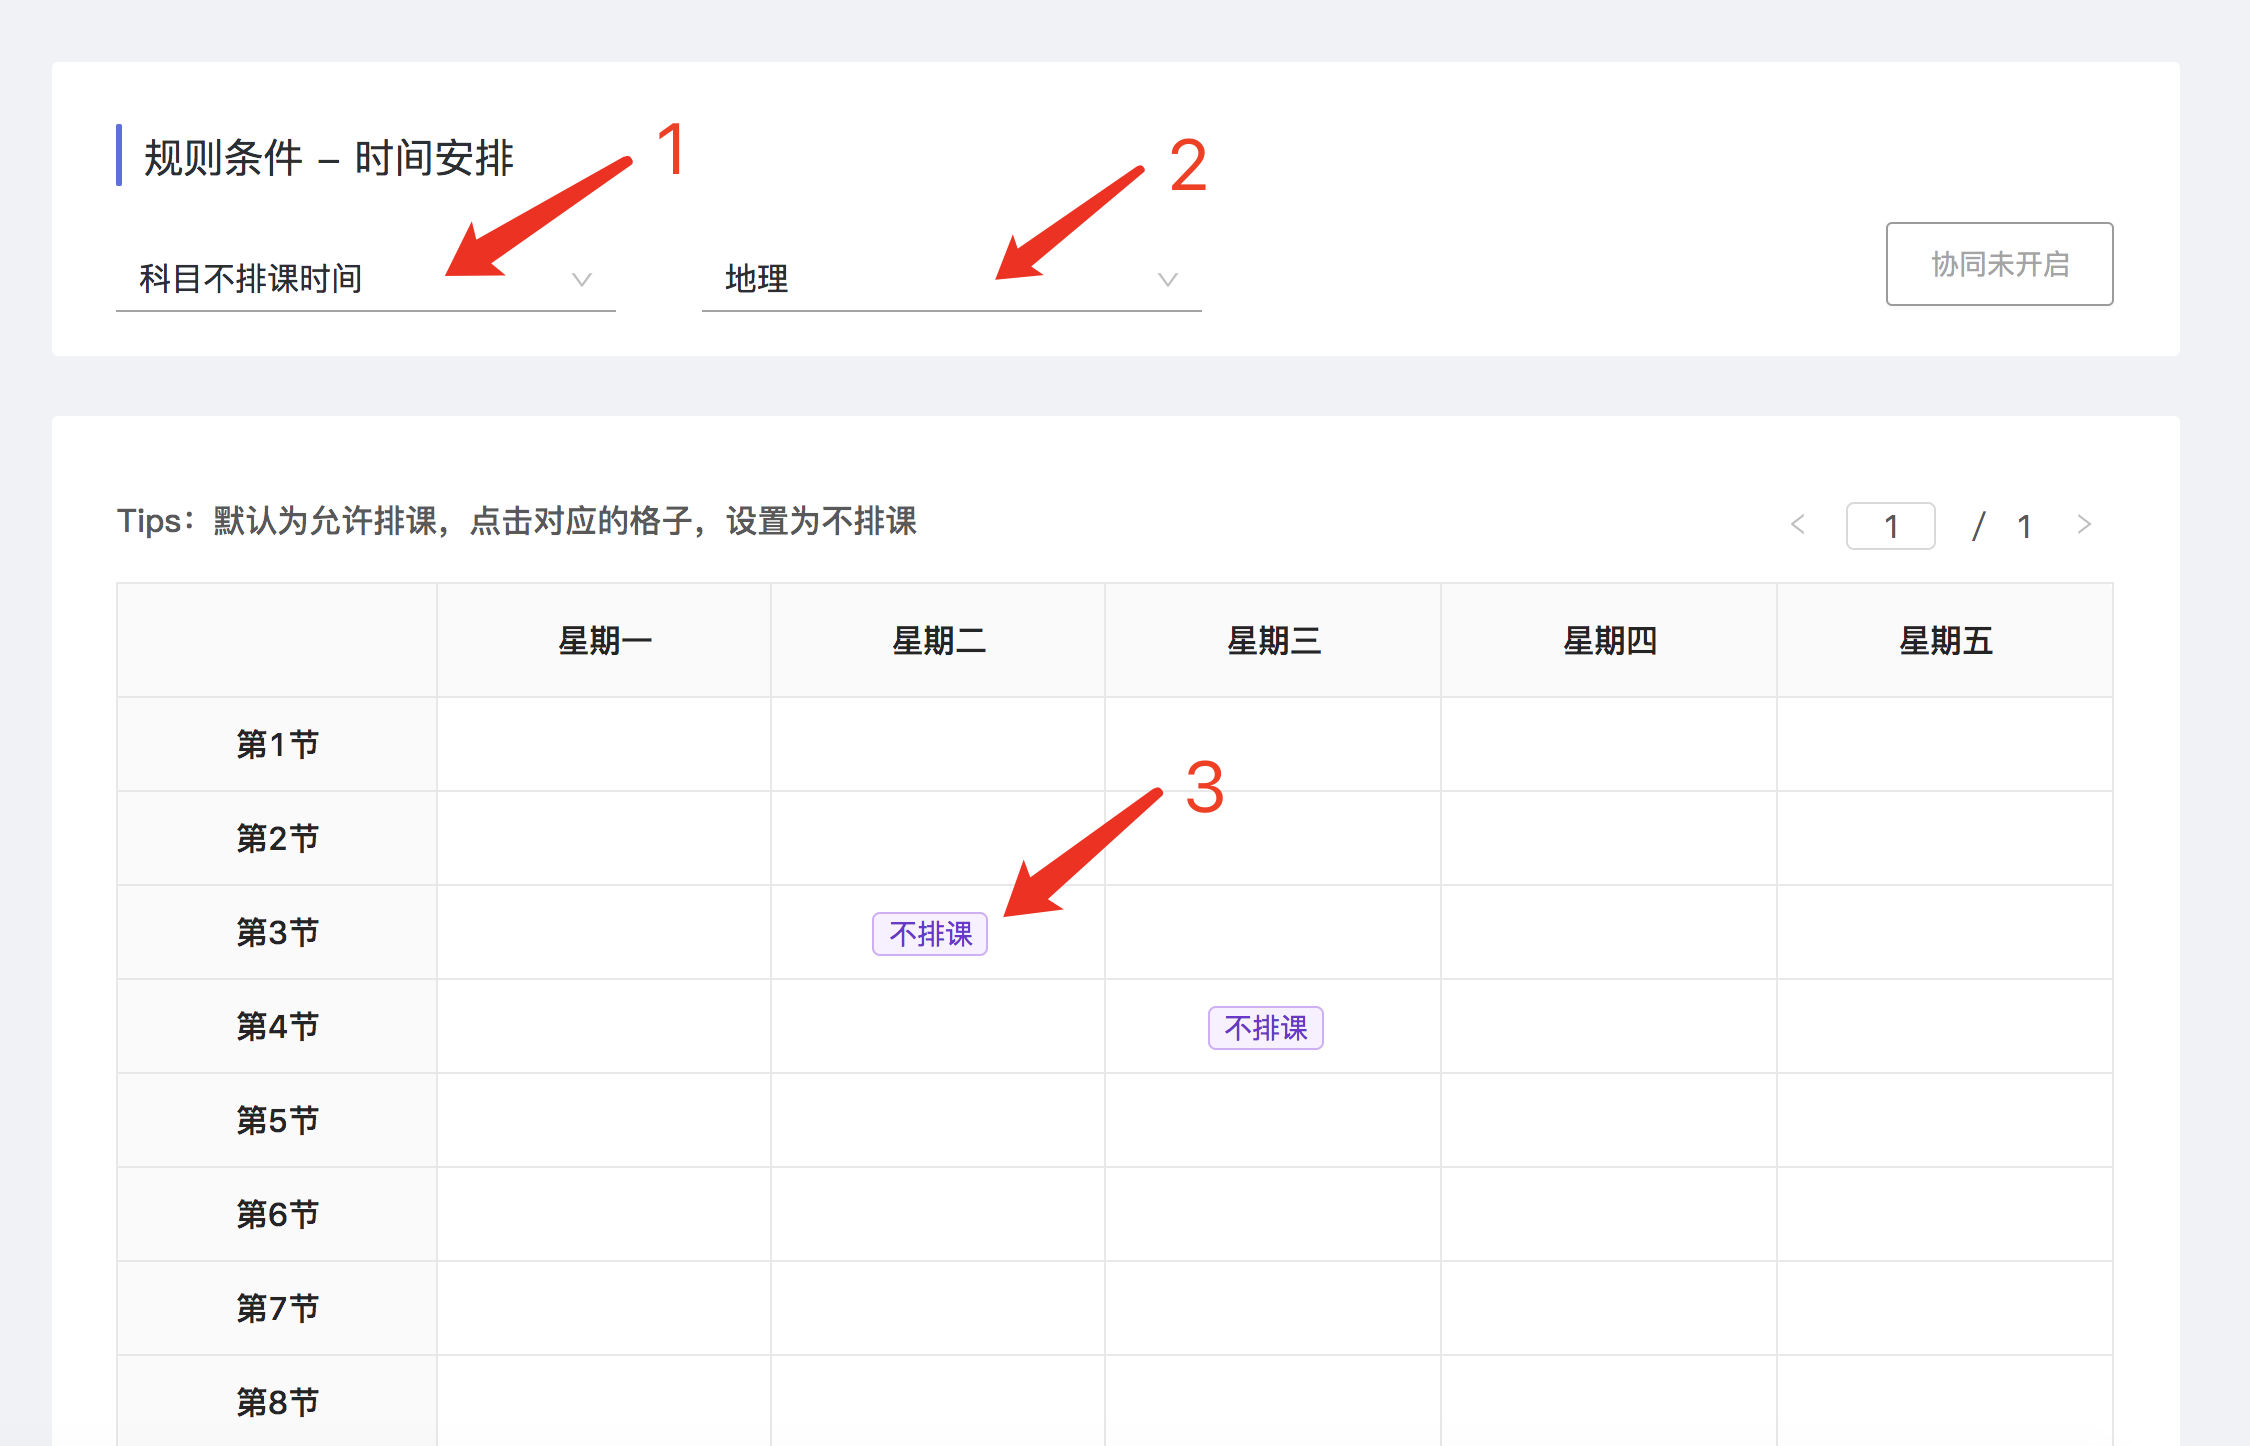 规则条件 – 时间安排
1
2
科目不排课时间
地理
协同未开启
Tips：默认为允许排课，点击对应的格子，设置为不排课
1 / 1
星期一 星期二 星期三 星期四 星期五
第1节
3
第2节
第3节 不排课
第4节 不排课
第5节
第6节
第7节
第8节